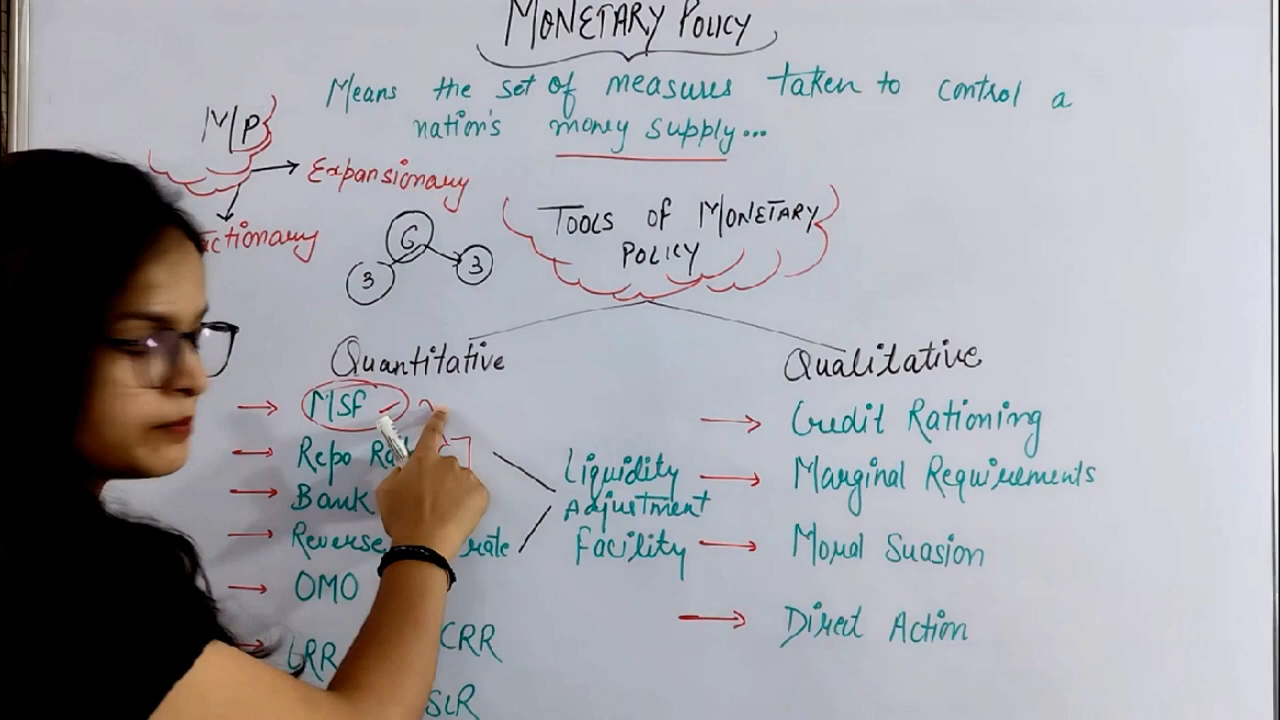 MONETARY POLICY
Means the set of measures taken to control a
nation's money supply...
M/P
Expansionary
TOOLS OF MONETARY
POLICY
6
3
3
Quantitative
MSF
Repo
Bank
Reverse rate
OMO
LRR CRR
SLR
Liquidity
Adjustment
Facility
Qualitative
Credit Rationing
Marginal Requirements
Moral Suasion
Direct Action